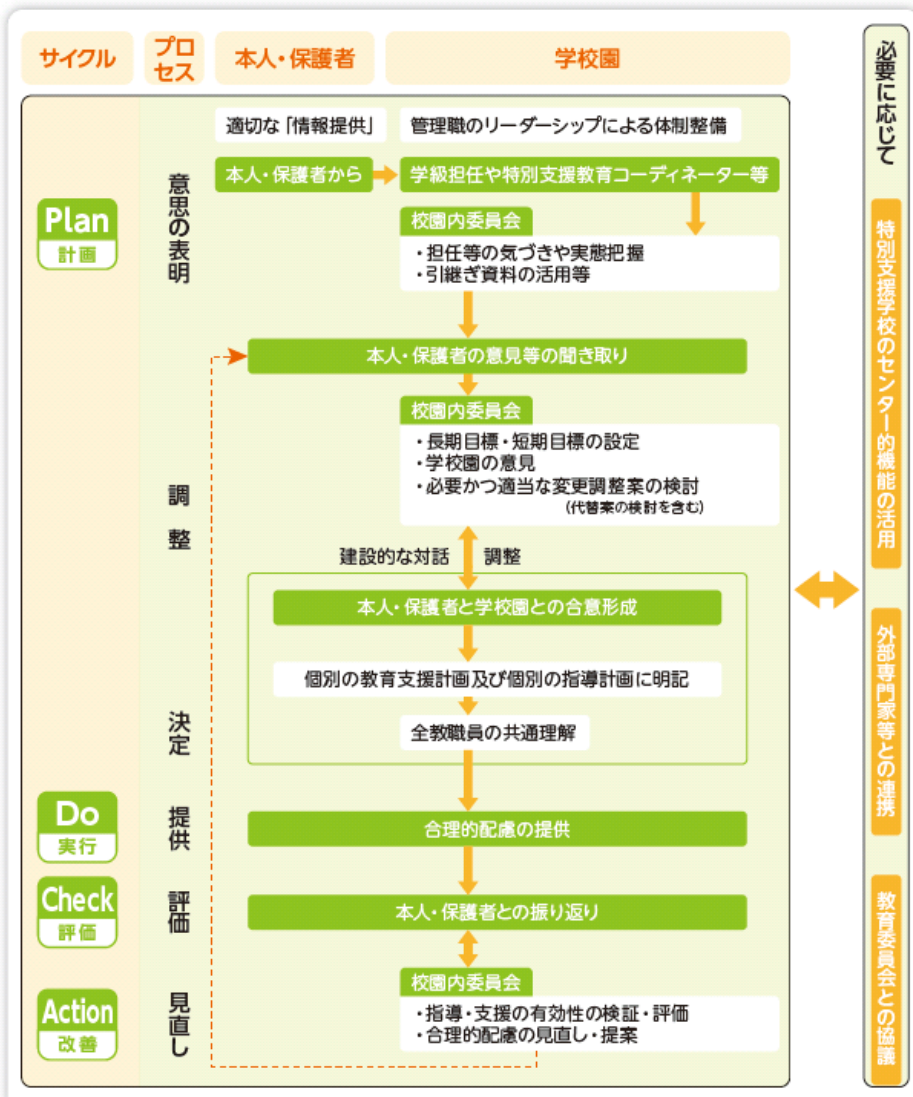 サイクル
プロ
セス
本人・保護者
学校園
必要に応じて
適切な「情報提供」
管理職のリーダーシップによる体制整備
本人・保護者から
学級担任や特別支援教育コーディネーター等
Plan
計画
意思の表明
校園内委員会
・担任等の気づきや実態把握
・引継ぎ資料の活用等
本人・保護者の意見等の聞き取り
校園内委員会
・長期目標・短期目標の設定
・学校園の意見
・必要かつ適当な変更調整案の検討
(代替案の検討を含む)
調整
建設的な対話
調整
本人・保護者と学校園との合意形成
個別の教育支援計画及び個別の指導計画に明記
全教職員の共通理解
決定
Do
実行
提供
合理的配慮の提供
Check
評価
評価
本人・保護者との振り返り
Action
改善
見直し
校園内委員会
・指導・支援の有効性の検証・評価
・合理的配慮の見直し・提案
特別支援学校のセンター的機能の活用
外部専門家等との連携
教育委員会との協議